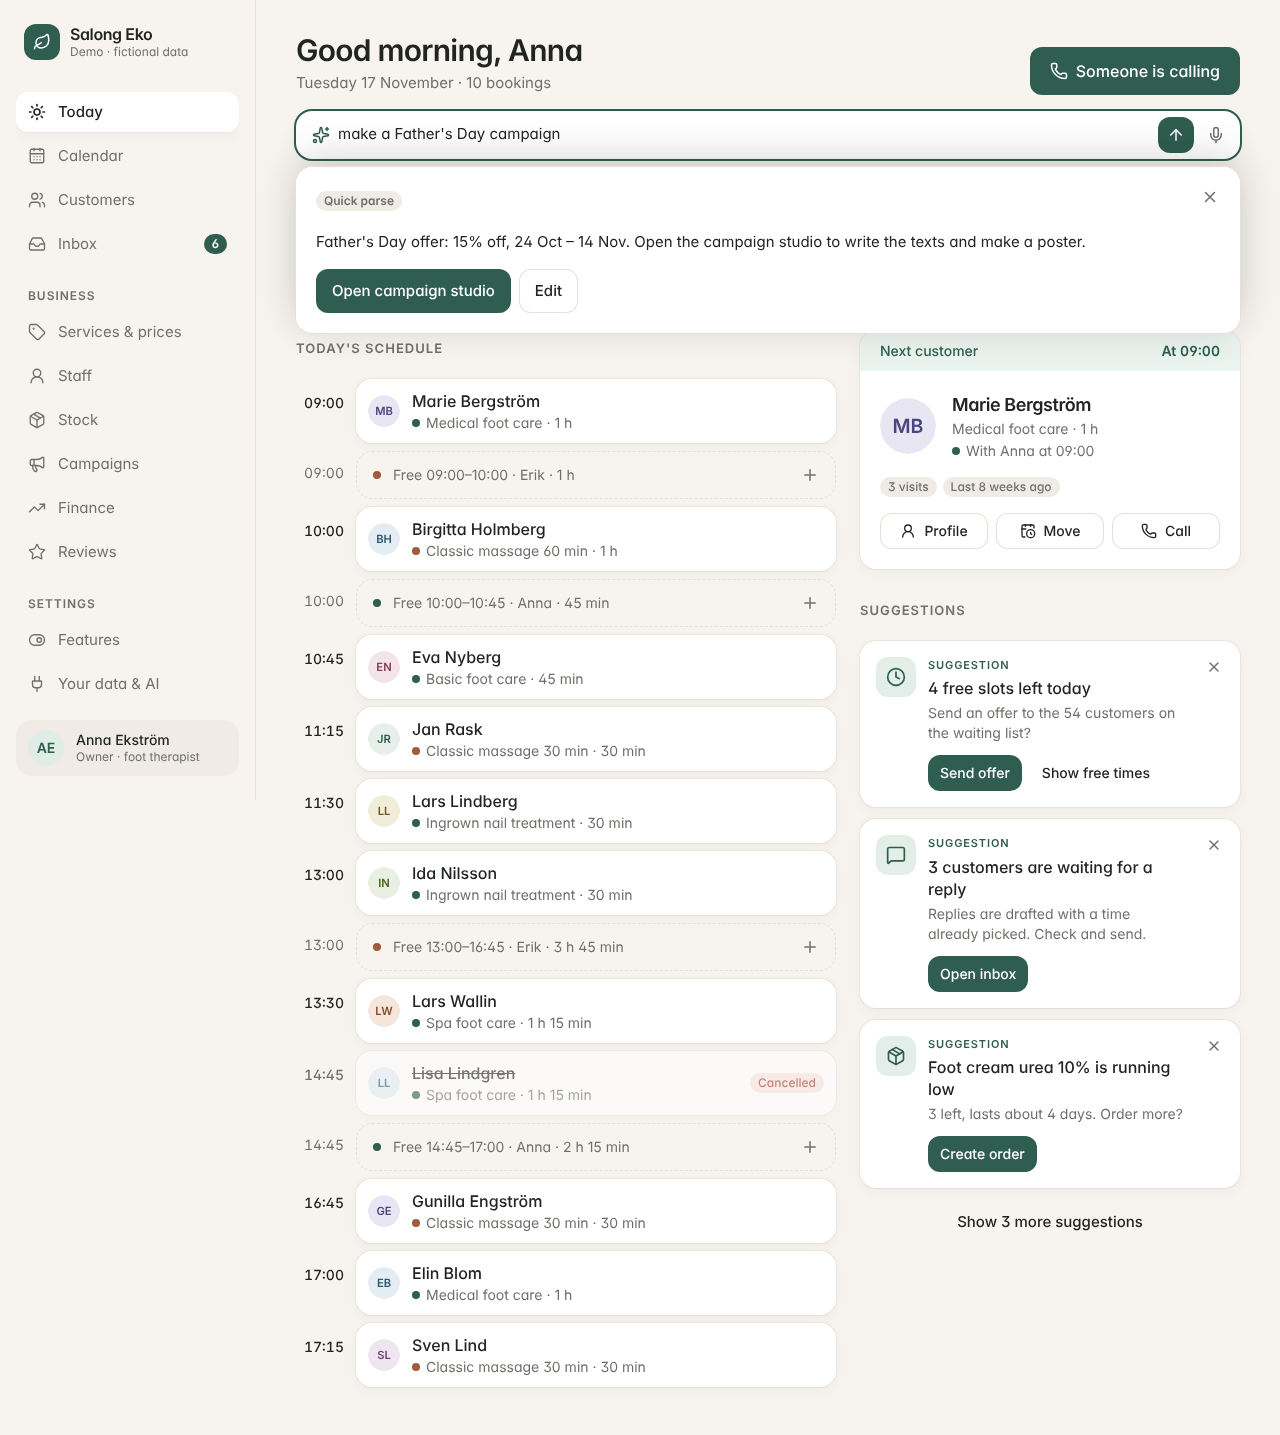 Salong Eko
Demo · fictional data
Today
Calendar
Customers
Inbox
6
BUSINESS
Services & prices
Staff
Stock
Campaigns
Finance
Reviews
SETTINGS
Features
Your data & AI
AE
Anna Ekström
Owner · foot therapist
Good morning, Anna
Tuesday 17 November · 10 bookings
Someone is calling
make a Father's Day campaign
Quick parse
Father's Day offer: 15% off, 24 Oct – 14 Nov. Open the campaign studio to write the texts and make a poster.
Open campaign studio
Edit
TODAY'S SCHEDULE
09:00
MB
Marie Bergström
Medical foot care · 1 h
09:00
Free 09:00–10:00 · Erik · 1 h
10:00
BH
Birgitta Holmberg
Classic massage 60 min · 1 h
10:00
Free 10:00–10:45 · Anna · 45 min
10:45
EN
Eva Nyberg
Basic foot care · 45 min
11:15
JR
Jan Rask
Classic massage 30 min · 30 min
11:30
LL
Lars Lindberg
Ingrown nail treatment · 30 min
13:00
IN
Ida Nilsson
Ingrown nail treatment · 30 min
13:00
Free 13:00–16:45 · Erik · 3 h 45 min
13:30
LW
Lars Wallin
Spa foot care · 1 h 15 min
14:45
LL
Lisa Lindgren
Spa foot care · 1 h 15 min
Cancelled
14:45
Free 14:45–17:00 · Anna · 2 h 15 min
16:45
GE
Gunilla Engström
Classic massage 30 min · 30 min
17:00
EB
Elin Blom
Medical foot care · 1 h
17:15
SL
Sven Lind
Classic massage 30 min · 30 min
Next customer
At 09:00
MB
Marie Bergström
Medical foot care · 1 h
With Anna at 09:00
3 visits
Last 8 weeks ago
Profile
Move
Call
SUGGESTIONS
SUGGESTION
4 free slots left today
Send an offer to the 54 customers on
the waiting list?
Send offer
Show free times
SUGGESTION
3 customers are waiting for a
reply
Replies are drafted with a time
already picked. Check and send.
Open inbox
SUGGESTION
Foot cream urea 10% is running
low
3 left, lasts about 4 days. Order more?
Create order
Show 3 more suggestions